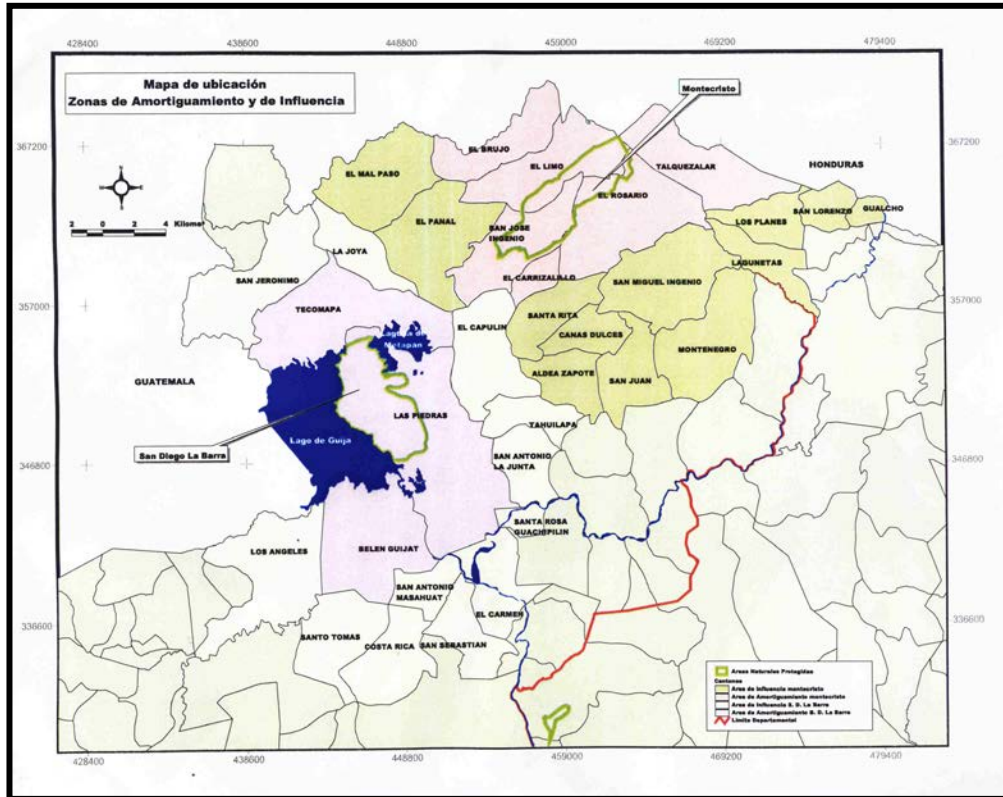 428400 438600 448800 459000 469200 479400
Mapa de ubicación
Zonas de Amortiguamiento y de Influencia
Montecristo
367200 367200
EL BRUJO
EL LIMO
TALQUEZALAR
HONDURAS
EL MAL PASO
EL ROSARIO
N
W E
S
SAN LORENZO
GUALCHO
EL PANAL
LOS PLANES
2 0 2 4 Kilomet
SAN JOSE
INGENIO
LA JOYA
LAGUNETAS
SAN JERONIMO
EL CARRIZALILLO
SAN MIGUEL INGENIO
357000 357000
TECOMAPA
SANTA RITA
EL CAPULIN
Laguna de
Metapán
CANAS DULCES
MONTENEGRO
GUATEMALA
ALDEA ZAPOTE
SAN JUAN
LAS PIEDRAS
TAHUILAPA
Lago de Guija
San Diego La Barra
346800 346800
SAN ANTONIO
LA JUNTA
SANTA ROSA
GUACHIPILIN
LOS ANGELES
BELEN GUIJAT
SAN ANTONIO
MASAHUAT
EL CARMEN
336600 336600
SANTO TOMAS
COSTA RICA
SAN SEBASTIAN
Areas Naturales Protegidas
Cantones
Area de Influencia montecristo
Area de Amortiguamiento montecristo
Area de Influencia S. D. La Barra
Area de Amortiguamiento S. D. La Barra
Limite Departamental
428400 438600 448800 459000 469200 479400